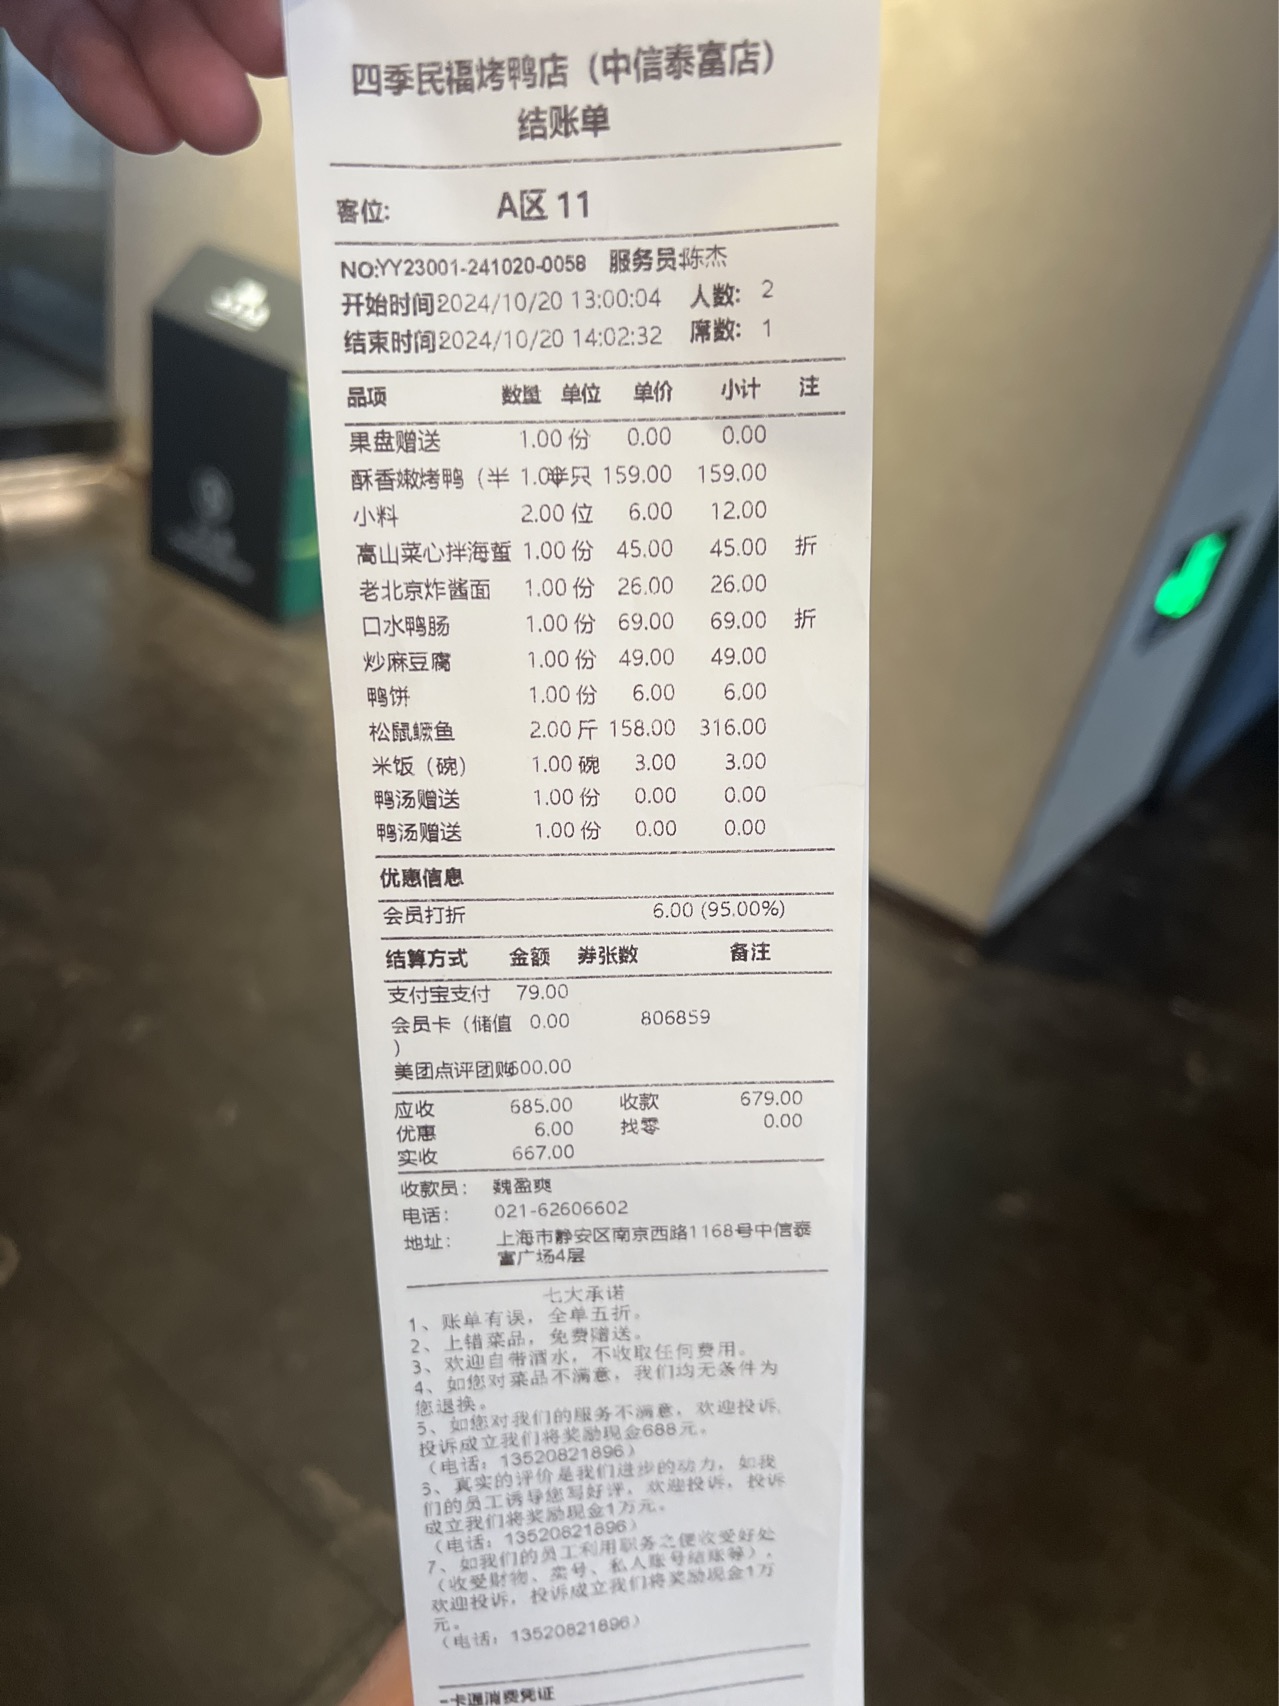 四季民福烤鸭店（中信泰富店）
结账单
客位: A区 11
NO:YY23001-241020-0058 服务员:陈杰
开始时间2024/10/20 13:00:04 人数: 2
结束时间2024/10/20 14:02:32 席数: 1
品项 数量 单位 单价 小计 注
果盘赠送 1.00 份 0.00 0.00
酥香嫩烤鸭（半 1.00半只 159.00 159.00
小料 2.00 位 6.00 12.00
高山菜心拌海蜇 1.00 份 45.00 45.00 折
老北京炸酱面 1.00 份 26.00 26.00
口水鸭肠 1.00 份 69.00 69.00 折
炒麻豆腐 1.00 份 49.00 49.00
鸭饼 1.00 份 6.00 6.00
松鼠鳜鱼 2.00 斤 158.00 316.00
米饭（碗） 1.00 碗 3.00 3.00
鸭汤赠送 1.00 份 0.00 0.00
鸭汤赠送 1.00 份 0.00 0.00
优惠信息
会员打折 6.00 (95.00%)
结算方式 金额 券张数 备注
支付宝支付 79.00
会员卡（储值 0.00 806859
）
美团点评团购600.00
应收 685.00 收款 679.00
优惠 6.00 找零 0.00
实收 667.00
收款员： 魏盈爽
电话： 021-62606602
地址： 上海市静安区南京西路1168号中信泰
富广场4层
七大承诺
1、账单有误，全单五折。
2、上错菜品，免费赠送。
3、欢迎自带酒水，不收取任何费用。
4、如您对菜品不满意，我们均无条件为
您退换。
5、如您对我们的服务不满意，欢迎投诉，
投诉成立我们将奖励现金688元。
（电话：13520821896）
6、真实的评价是我们进步的动力，如我
们的员工诱导您写好评，欢迎投诉，投诉
成立我们将奖励现金1万元。
（电话：13520821896）
7、如我们的员工利用职务之便收受好处
（收受财物、卖号、私人账号结账等），
欢迎投诉，投诉成立我们将奖励现金1万
元。
（电话：13520821896）
-卡通消费凭证